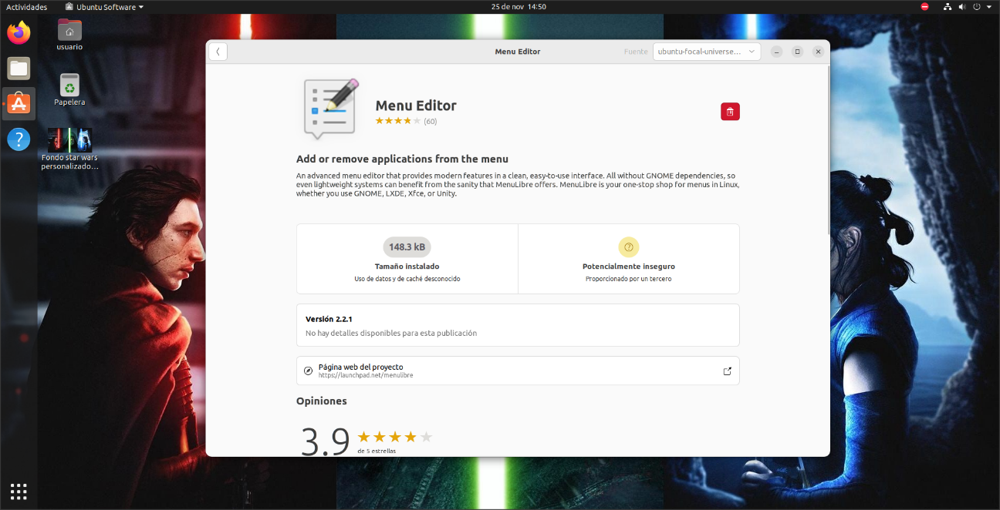 Actividades
Ubuntu Software
25 de nov 14:50
usuario
Papelera
Fondo star wars
personalizado...
Menu Editor
Fuente
ubuntu-focal-universe...
Menu Editor
(60)
Add or remove applications from the menu
An advanced menu editor that provides modern features in a clean, easy-to-use interface. All without GNOME dependencies, so
even lightweight systems can benefit from the sanity that MenuLibre offers. MenuLibre is your one-stop shop for menus in Linux,
whether you use GNOME, LXDE, Xfce, or Unity.
148.3 kB
Tamaño instalado
Uso de datos y de caché desconocido
Potencialmente inseguro
Proporcionado por un tercero
Versión 2.2.1
No hay detalles disponibles para esta publicación
Página web del proyecto
https://launchpad.net/menulibre
Opiniones
3.9
de 5 estrellas